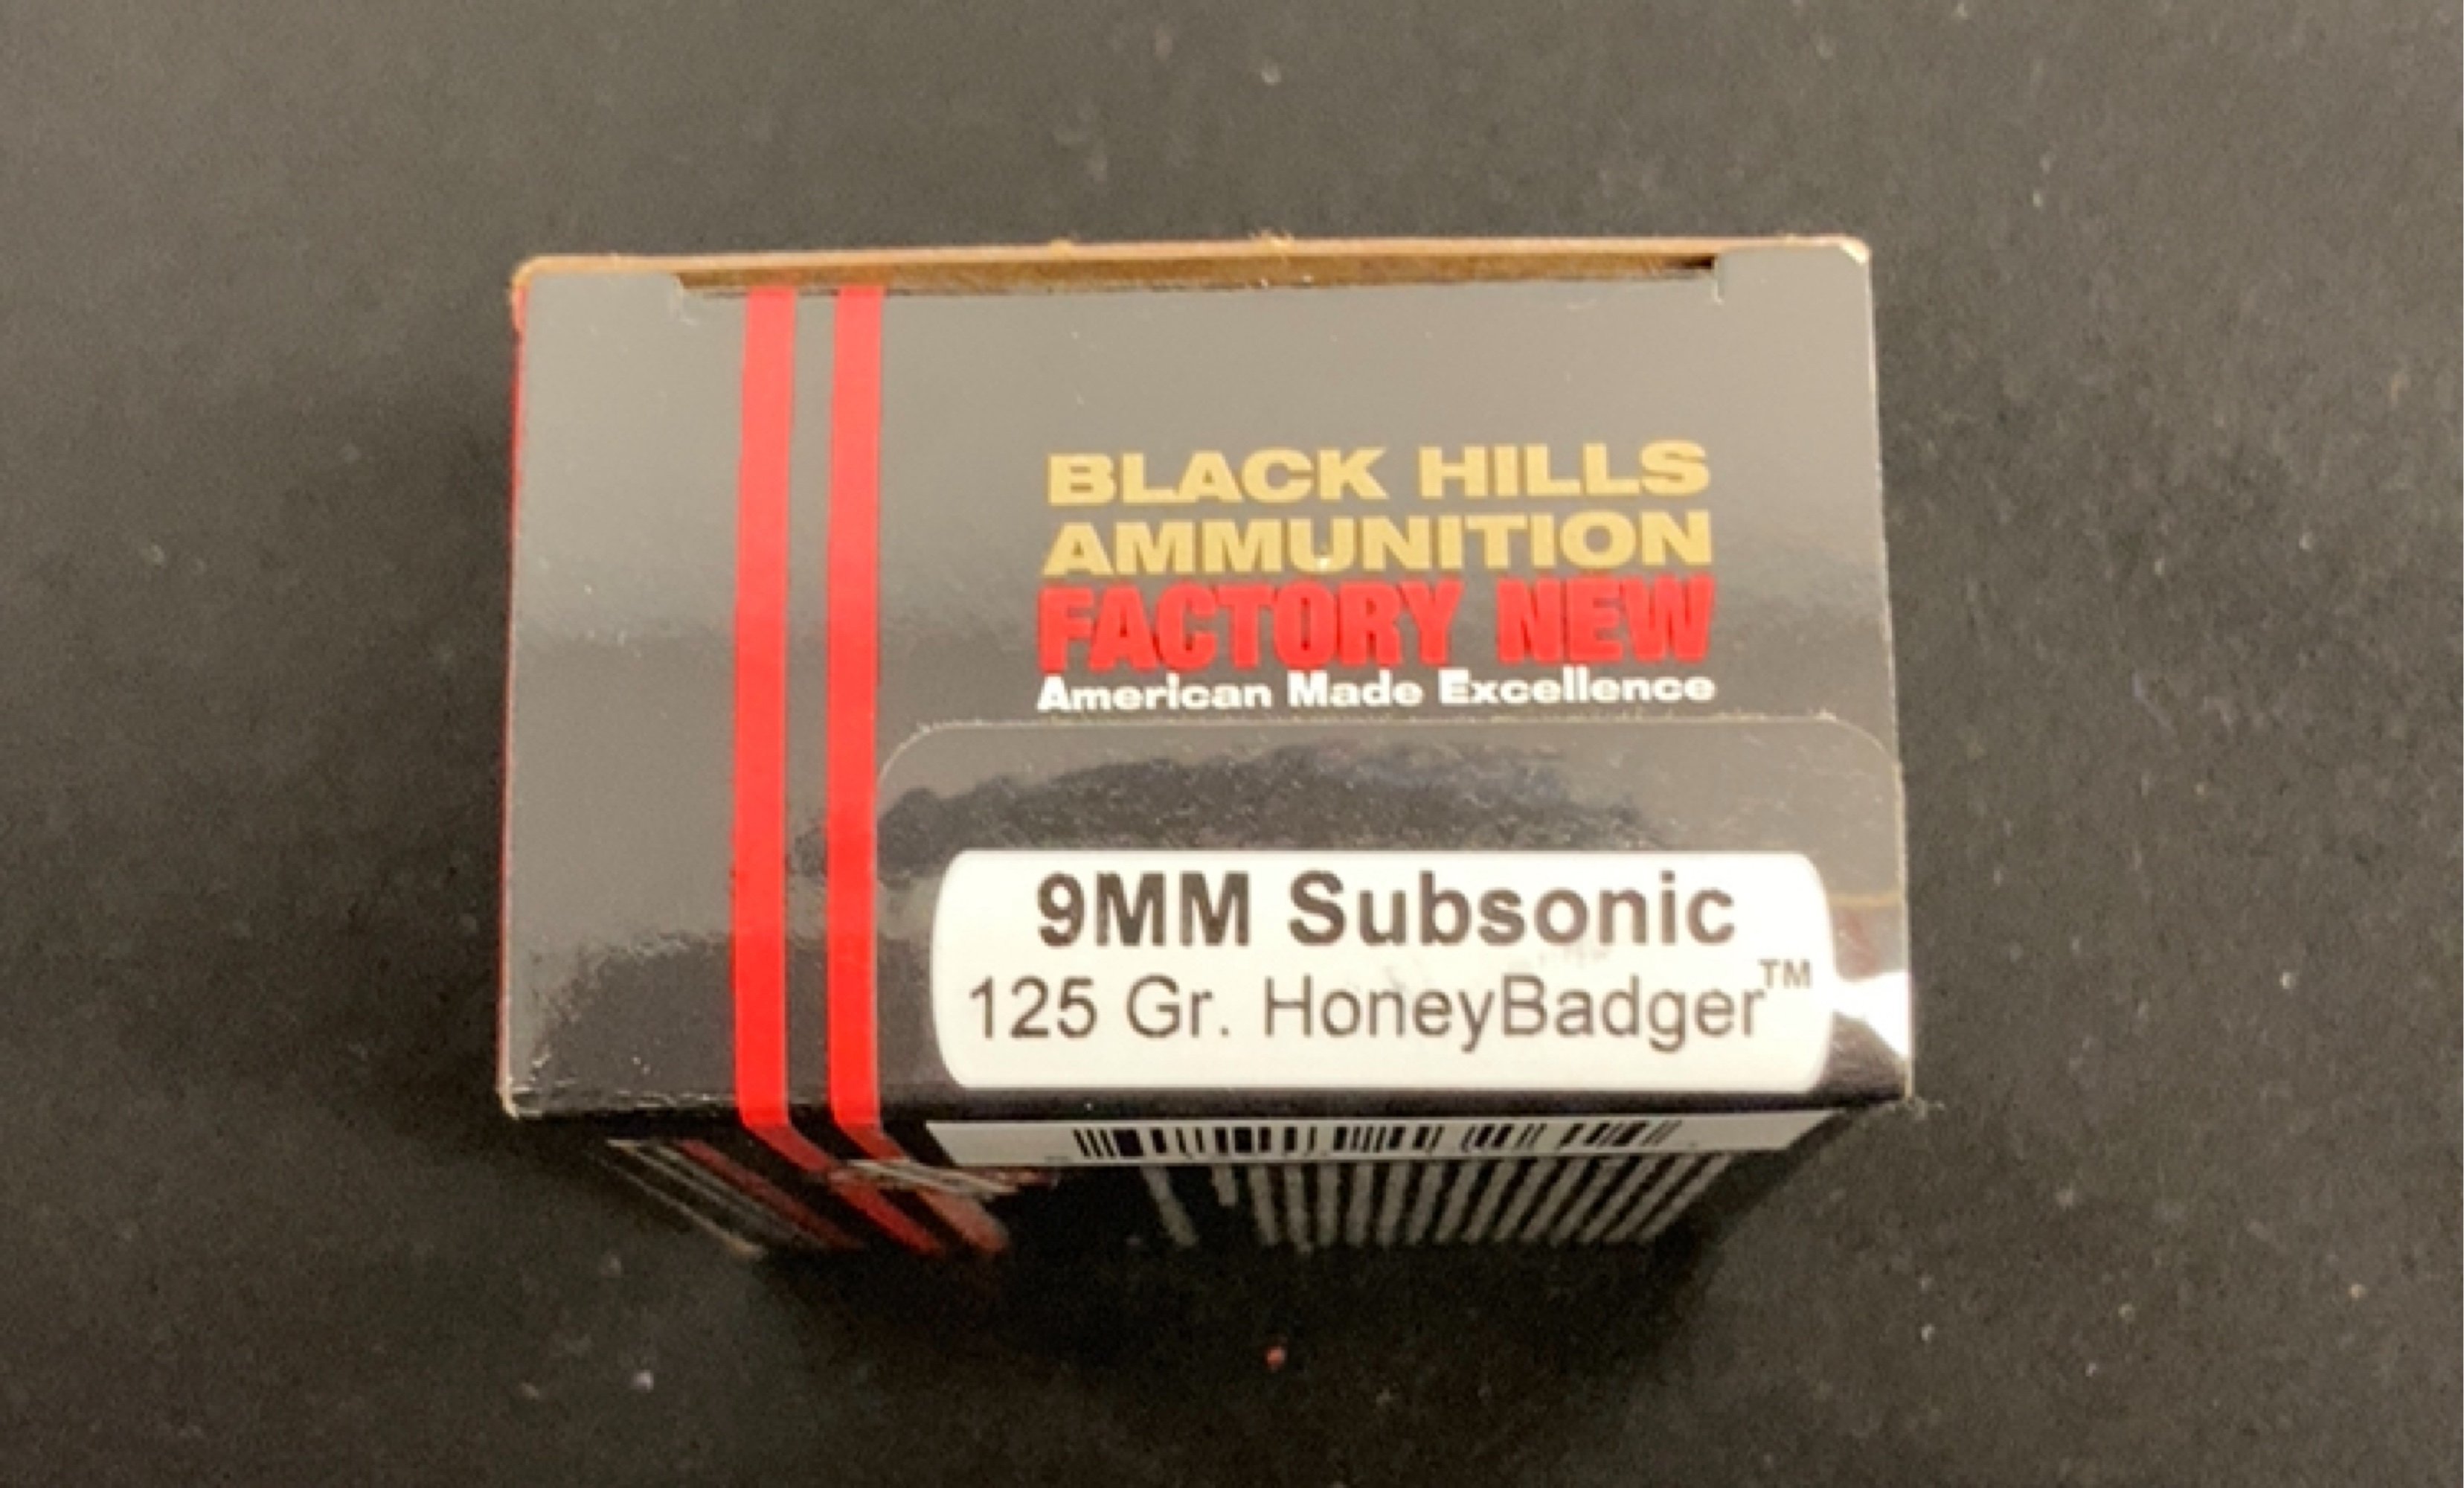 BLACK HILLS
AMMUNITION
FACTORY NEW
American Made Excellence
9MM Subsonic
125 Gr. HoneyBadger™